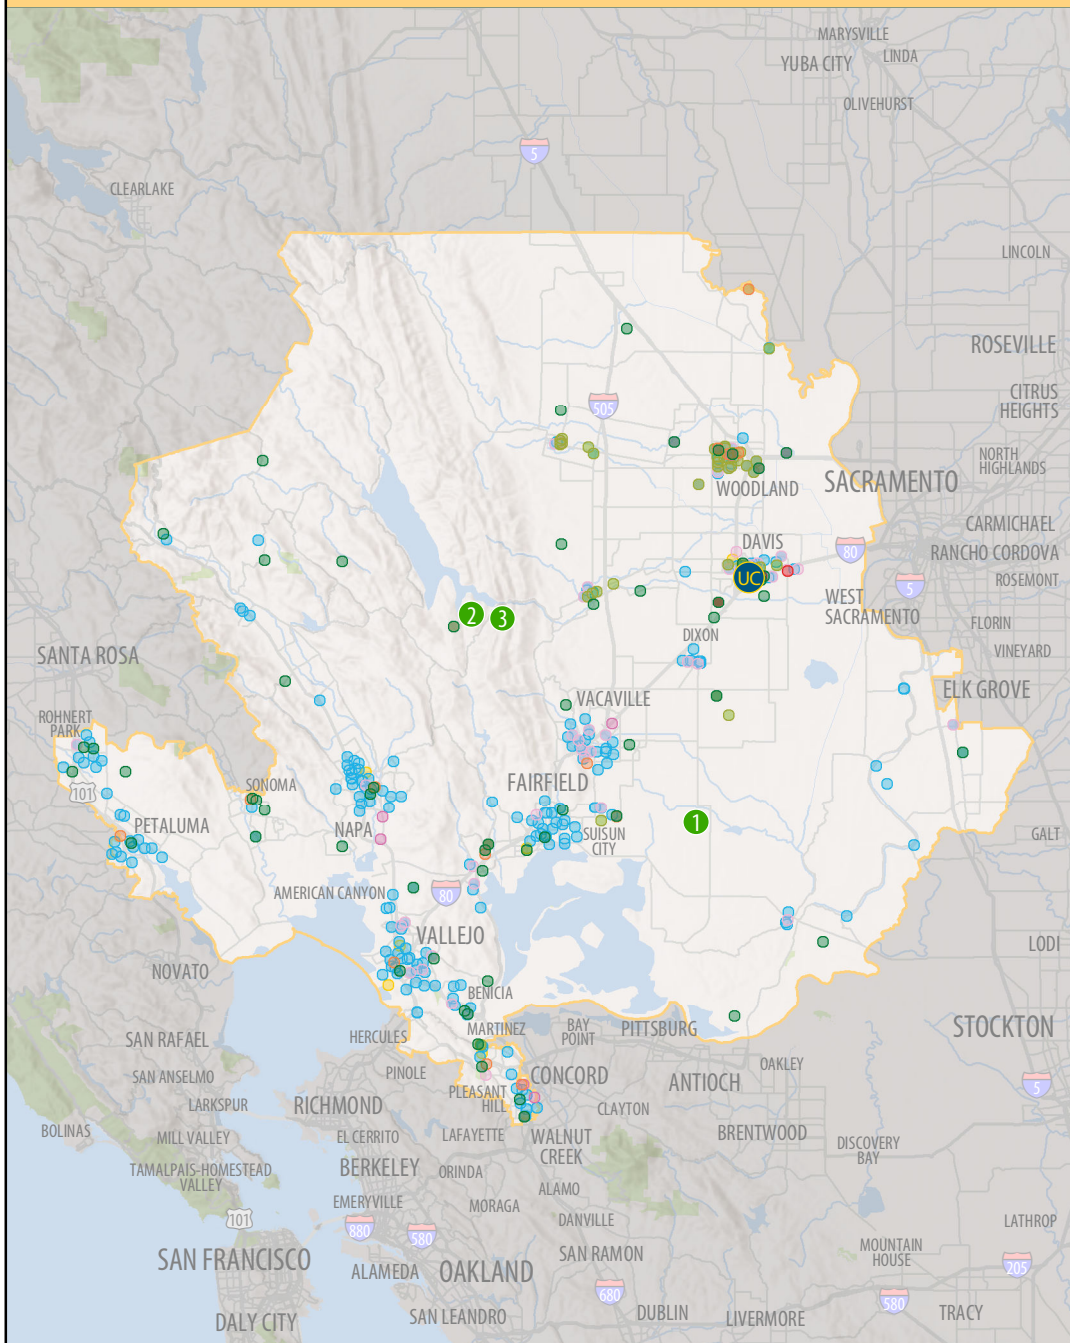 MARYSVILLE
YUBA CITY
LINDA
OLIVEHURST
5
CLEARLAKE
LINCOLN
ROSEVILLE
CITRUS
HEIGHTS
505
NORTH
HIGHLANDS
WOODLAND
SACRAMENTO
CARMICHAEL
DAVIS
80
RANCHO CORDOVA
UC
5
ROSEMONT
WEST
SACRAMENTO
2
3
FLORIN
DIXON
VINEYARD
SANTA ROSA
ELK GROVE
VACAVILLE
ROHNERT
PARK
FAIRFIELD
SONOMA
101
PETALUMA
NAPA
SUISUN
CITY
1
GALT
AMERICAN CANYON
80
VALLEJO
LODI
NOVATO
BENICIA
HERCULES
MARTINEZ
BAY
POINT
PITTSBURG
STOCKTON
SAN RAFAEL
OAKLEY
PINOLE
CONCORD
ANTIOCH
SAN ANSELMO
5
PLEASANT
HILL
LARKSPUR
RICHMOND
CLAYTON
BOLINAS
MILL VALLEY
EL CERRITO
LAFAYETTE
WALNUT
CREEK
BRENTWOOD
DISCOVERY
BAY
TAMALPAIS-HOMESTEAD
VALLEY
BERKELEY
ORINDA
ALAMO
EMERYVILLE
MORAGA
101
880
580
DANVILLE
LATHROP
SAN FRANCISCO
ALAMEDA
OAKLAND
SAN RAMON
MOUNTAIN
HOUSE
205
680
580
DALY CITY
SAN LEANDRO
DUBLIN
LIVERMORE
TRACY